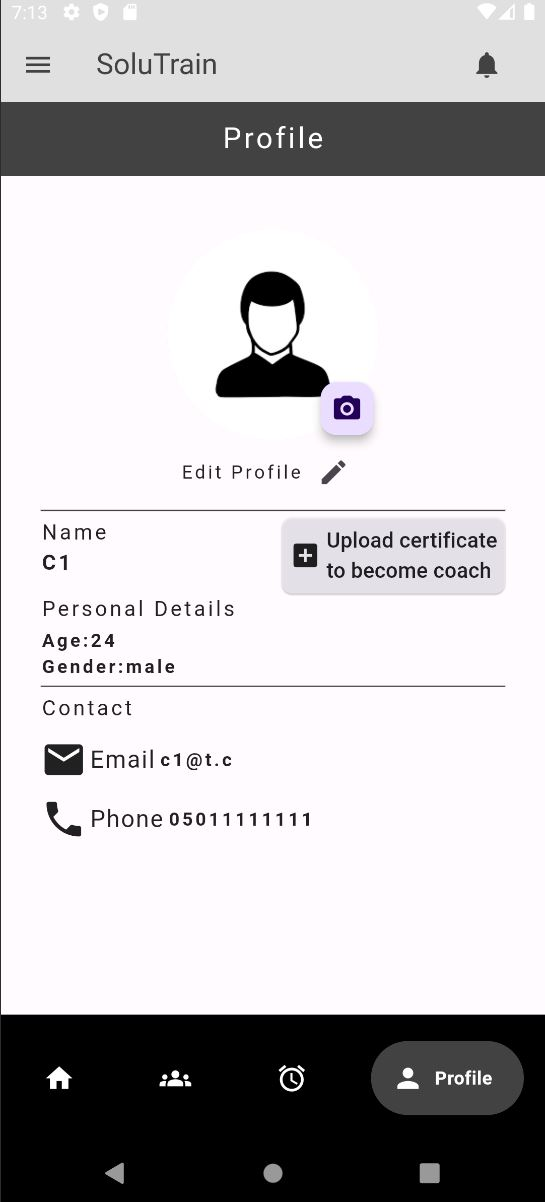 7:13
SoluTrain
Profile
Edit Profile
Name
C1
Upload certificate
to become coach
Personal Details
Age:24
Gender:male
Contact
Email c1@t.c
Phone 05011111111
Profile